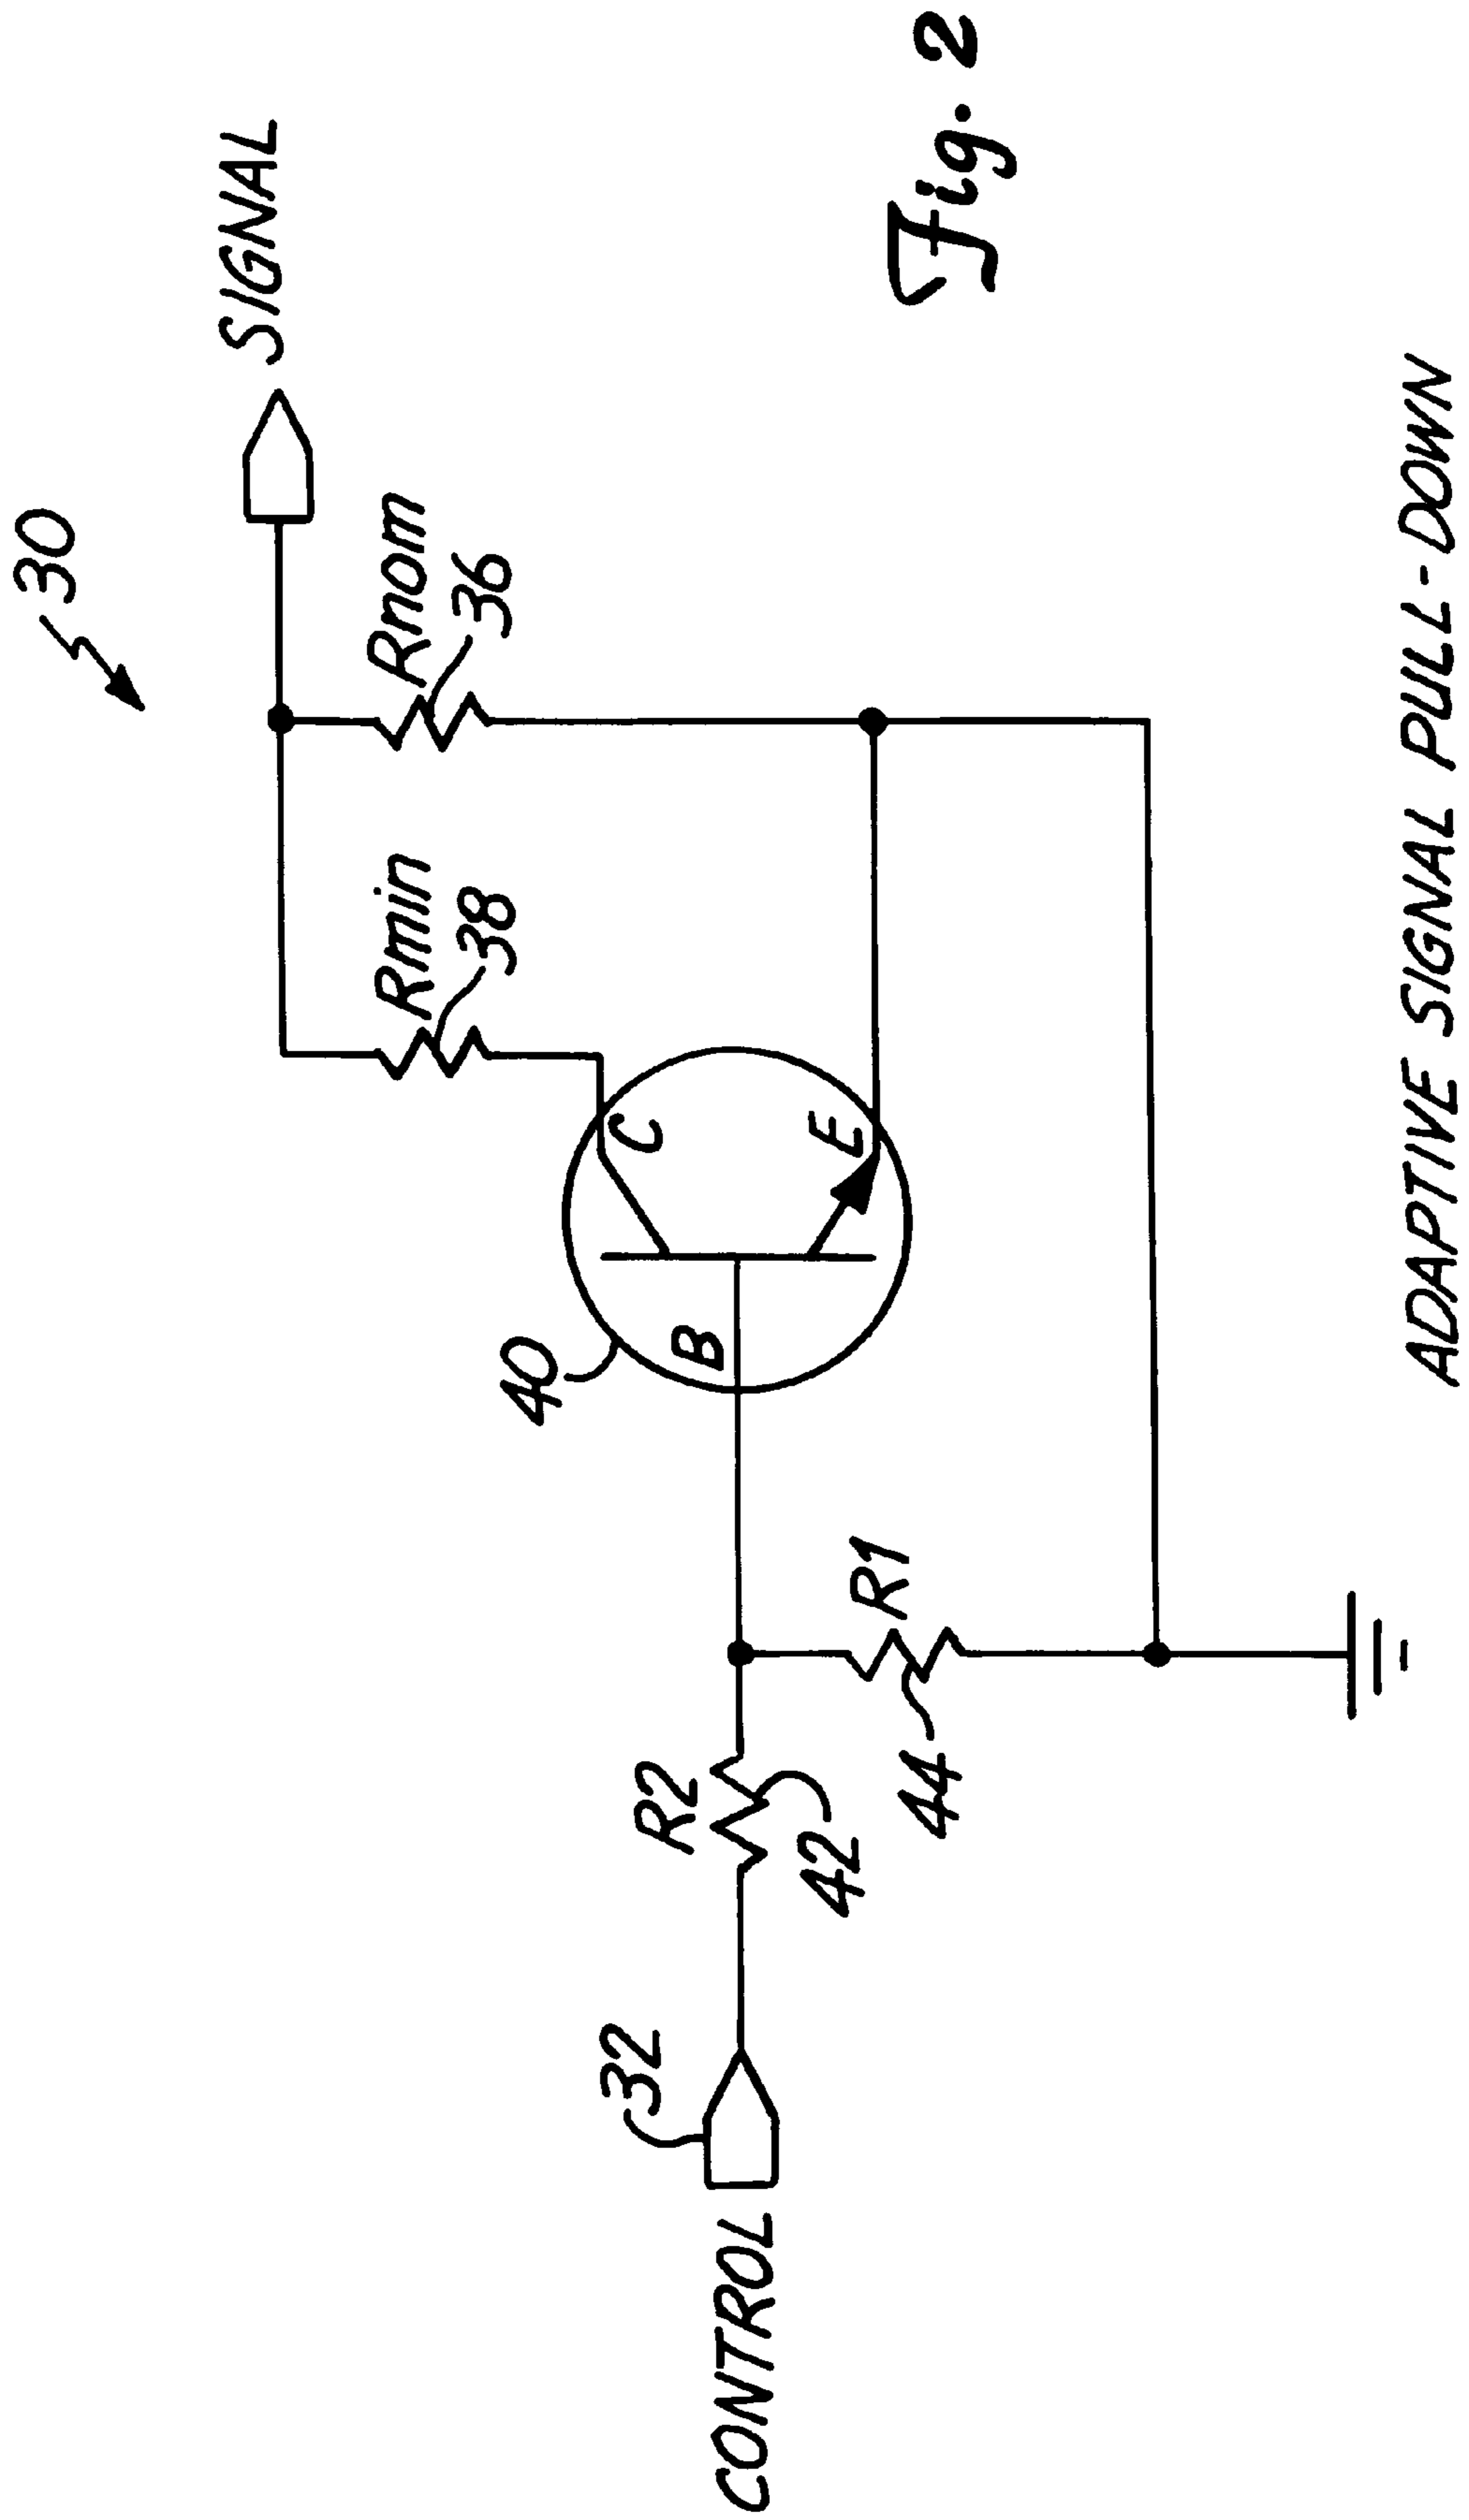 30
SIGNAL
Rmin
38
Rnom
36
40
C
B
E
R2
42
R1
44
32
CONTROL
Fig. 2
ADAPTIVE SIGNAL PULL-DOWN